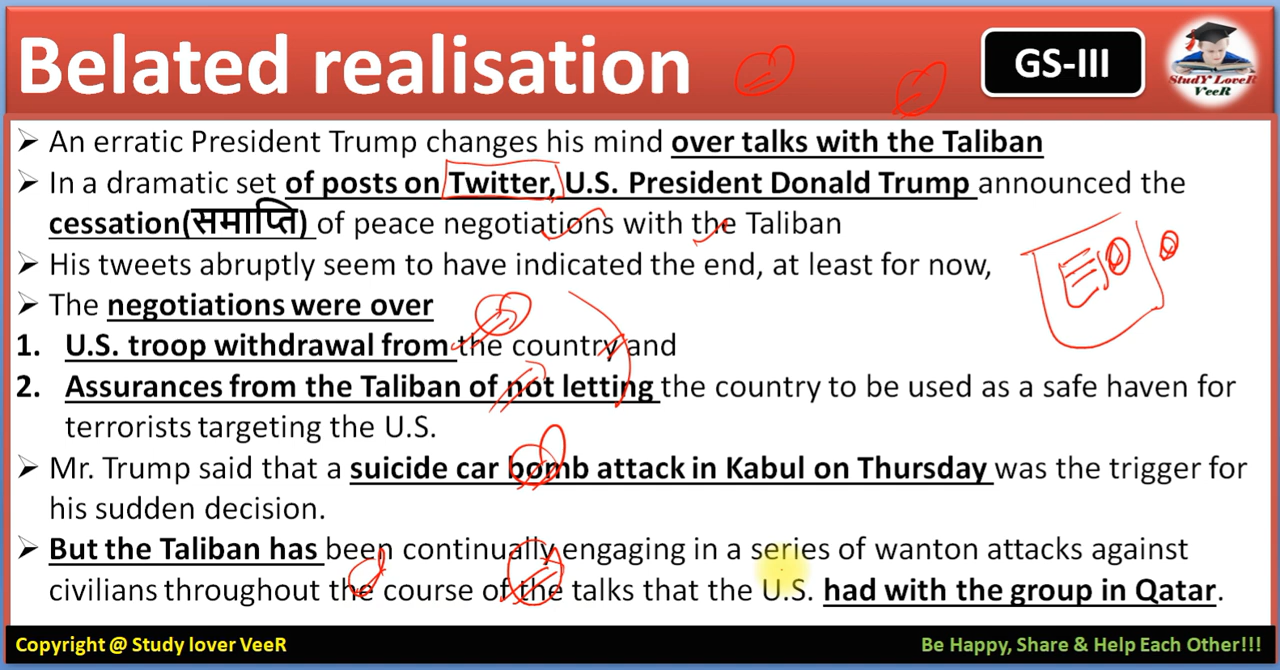 Belated realisation
GS-III
StudY LoveR
VeeR
➢ An erratic President Trump changes his mind over talks with the Taliban
➢ In a dramatic set of posts on Twitter, U.S. President Donald Trump announced the
cessation(समाप्ति) of peace negotiations with the Taliban
➢ His tweets abruptly seem to have indicated the end, at least for now,
➢ The negotiations were over
1. U.S. troop withdrawal from the country and
2. Assurances from the Taliban of not letting the country to be used as a safe haven for
terrorists targeting the U.S.
➢ Mr. Trump said that a suicide car bomb attack in Kabul on Thursday was the trigger for
his sudden decision.
➢ But the Taliban has been continually engaging in a series of wanton attacks against
civilians throughout the course of the talks that the U.S. had with the group in Qatar.
Copyright @ Study lover VeeR
Be Happy, Share & Help Each Other!!!